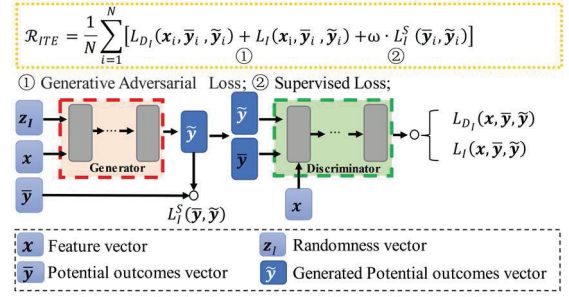 ℛ_ITE = 1/N ∑_{i=1}^{N} [L_{D_I}(x_i, ȳ_i, ỹ_i) + L_I(x_i, ȳ_i, ỹ_i) + ω · L_I^S(ȳ_i, ỹ_i)]
① ②
① Generative Adversarial Loss; ② Supervised Loss;
z_I
x
ȳ
...
Generator
ỹ
L_I^S(ȳ, ỹ)
ỹ
ȳ
...
Discriminator
x
L_{D_I}(x, ȳ, ỹ)
L_I(x, ȳ, ỹ)
x Feature vector
z_I Randomness vector
ȳ Potential outcomes vector
ỹ Generated Potential outcomes vector